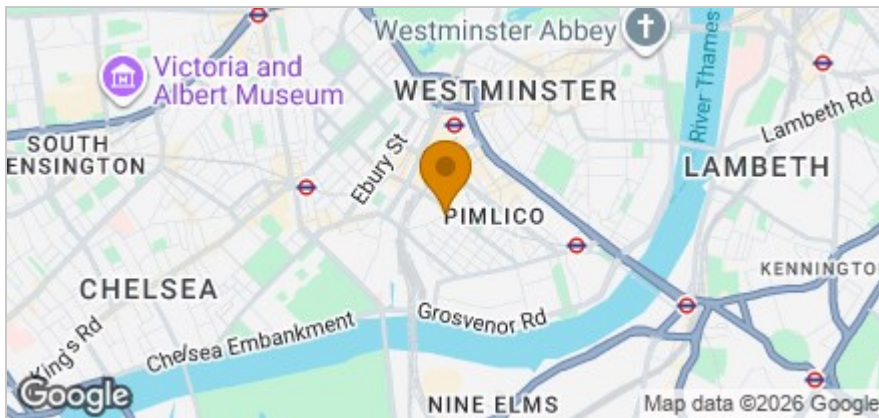 Westminster Abbey
Victoria and
Albert Museum
WESTMINSTER
River Thames
Lambeth Rd
SOUTH
ENSINGTON
Ebury St
LAMBETH
PIMLICO
KENNINGTON
CHELSEA
Grosvenor Rd
King's Rd
Chelsea Embankment
NINE ELMS
Google
Map data ©2026 Google